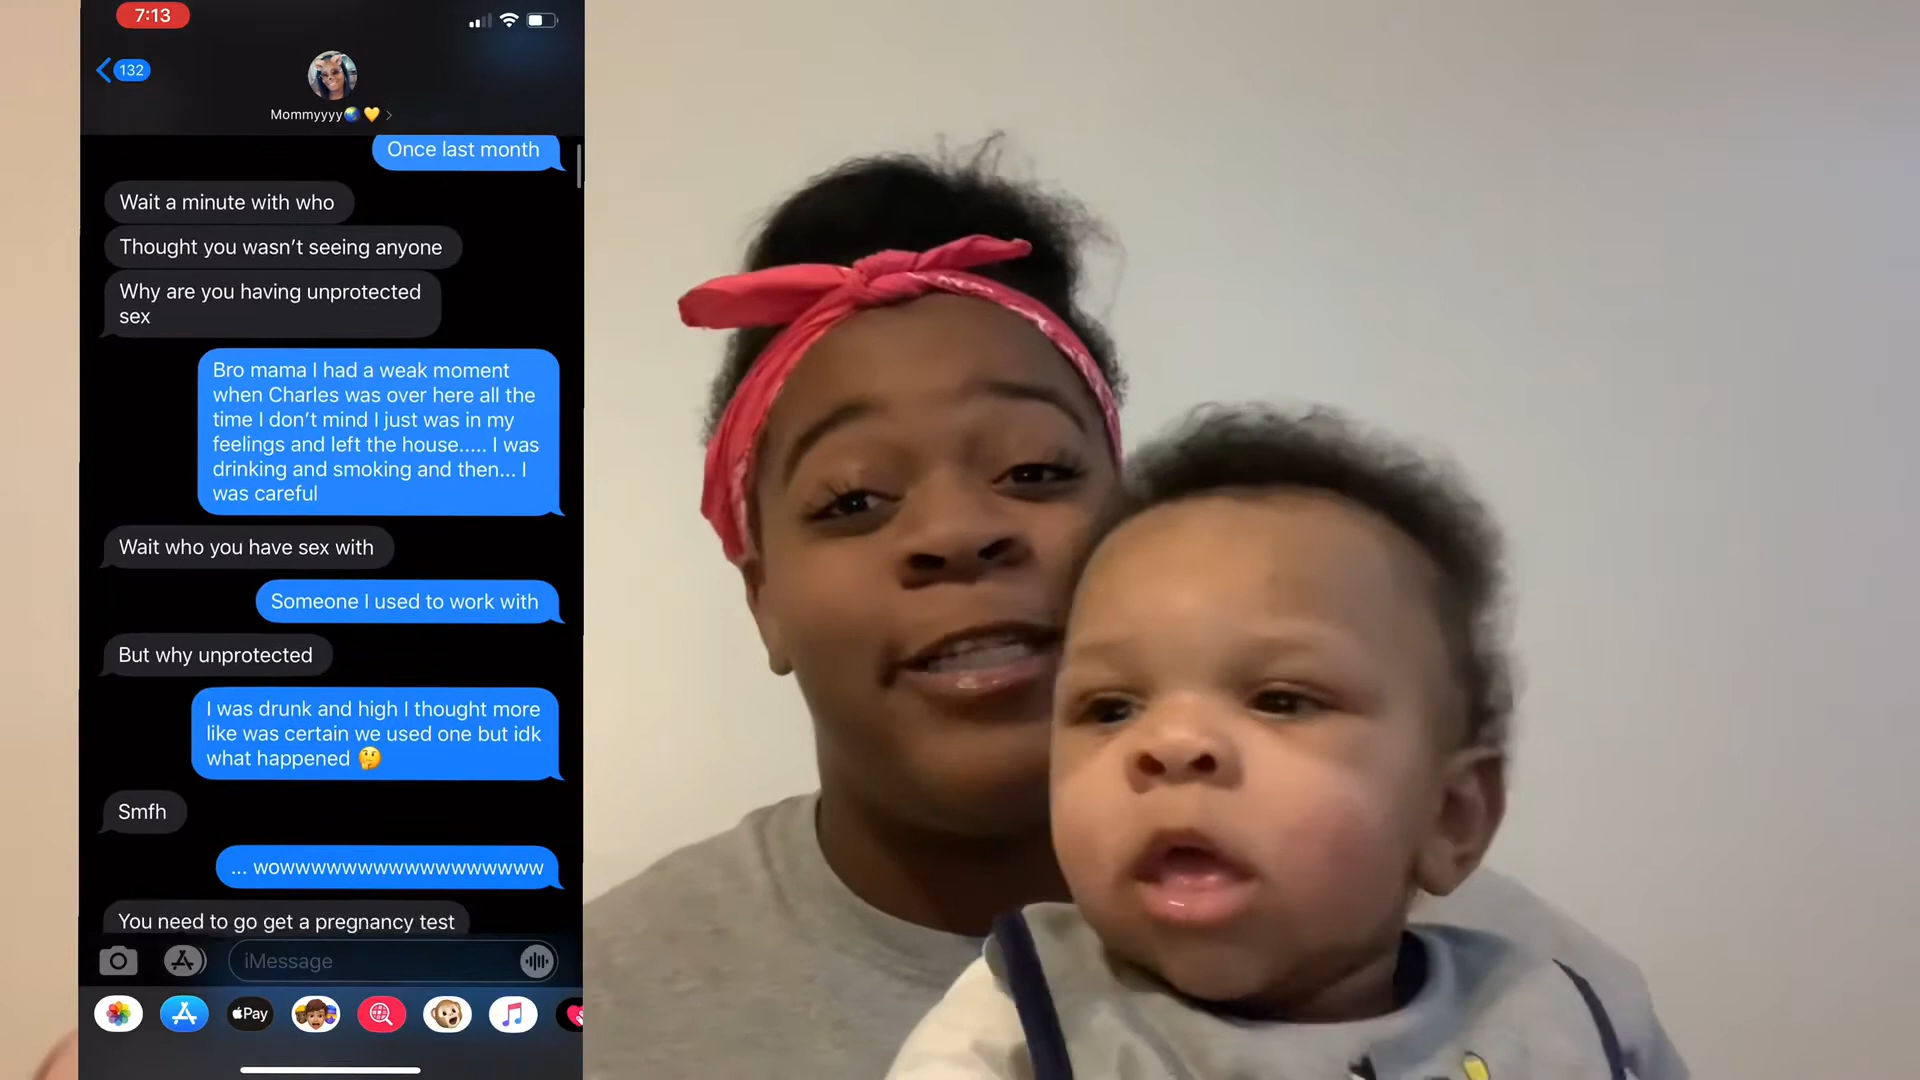 7:13
132
Mommyyyy🌏💛 >
Once last month
Wait a minute with who
Thought you wasn’t seeing anyone
Why are you having unprotected
sex
Bro mama I had a weak moment
when Charles was over here all the
time I don’t mind I just was in my
feelings and left the house..... I was
drinking and smoking and then... I
was careful
Wait who you have sex with
Someone I used to work with
But why unprotected
I was drunk and high I thought more
like was certain we used one but idk
what happened 🤔
Smfh
... wowwwwwwwwwwwwwwwwww
You need to go get a pregnancy test
iMessage
Pay